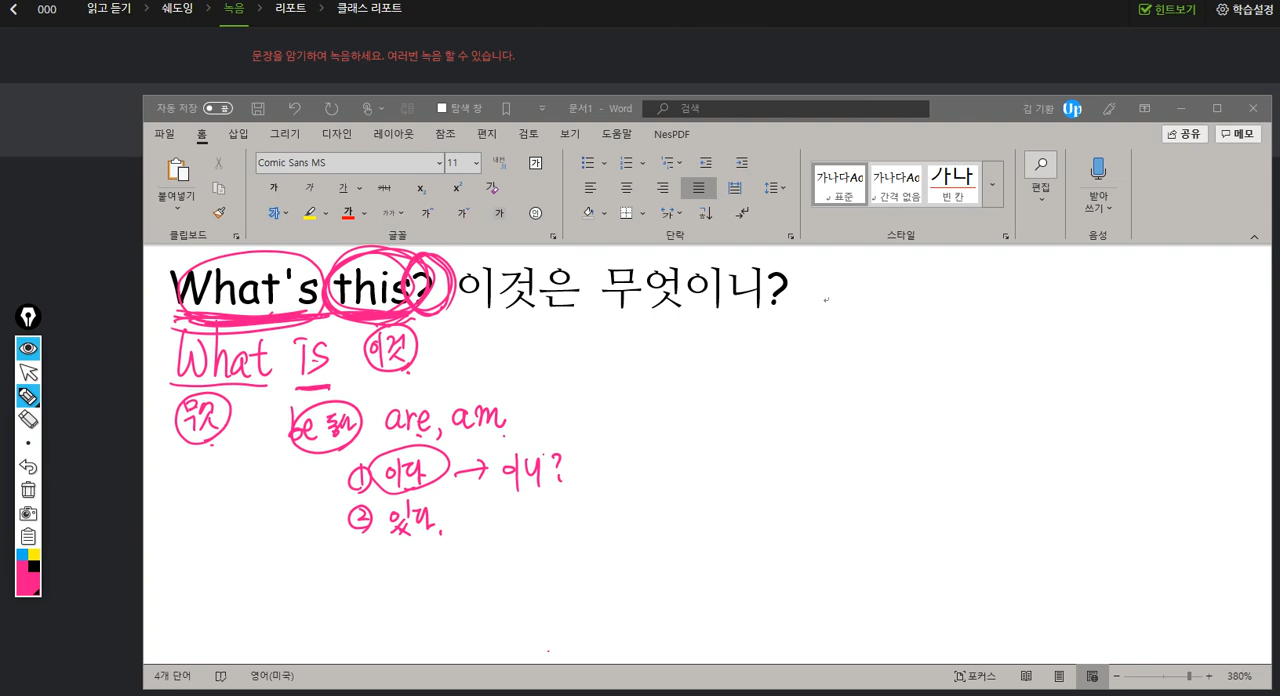 000 읽고 듣기 > 쉐도잉 > 녹음 > 리포트 > 클래스 리포트 힌트보기 학습설정
문장을 암기하여 녹음하세요. 여러번 녹음 할 수 있습니다.
자동 저장 탐색 창 문서1 - Word 검색 김 기환 Up
파일 홈 삽입 그리기 디자인 레이아웃 참조 편지 검토 보기 도움말 NesPDF 공유 메모
Comic Sans MS 11
붙여넣기
가나다Ac 가나다Ac 가나
표준 간격 없음 빈 칸
편집
받아
쓰기
클립보드 글꼴 단락 스타일 음성
What's this? 이것은 무엇이니?
What is 이것
무엇 be 동사 are, am
① 이다 → 이니?
② 있다.
4개 단어 영어(미국) 포커스 380%